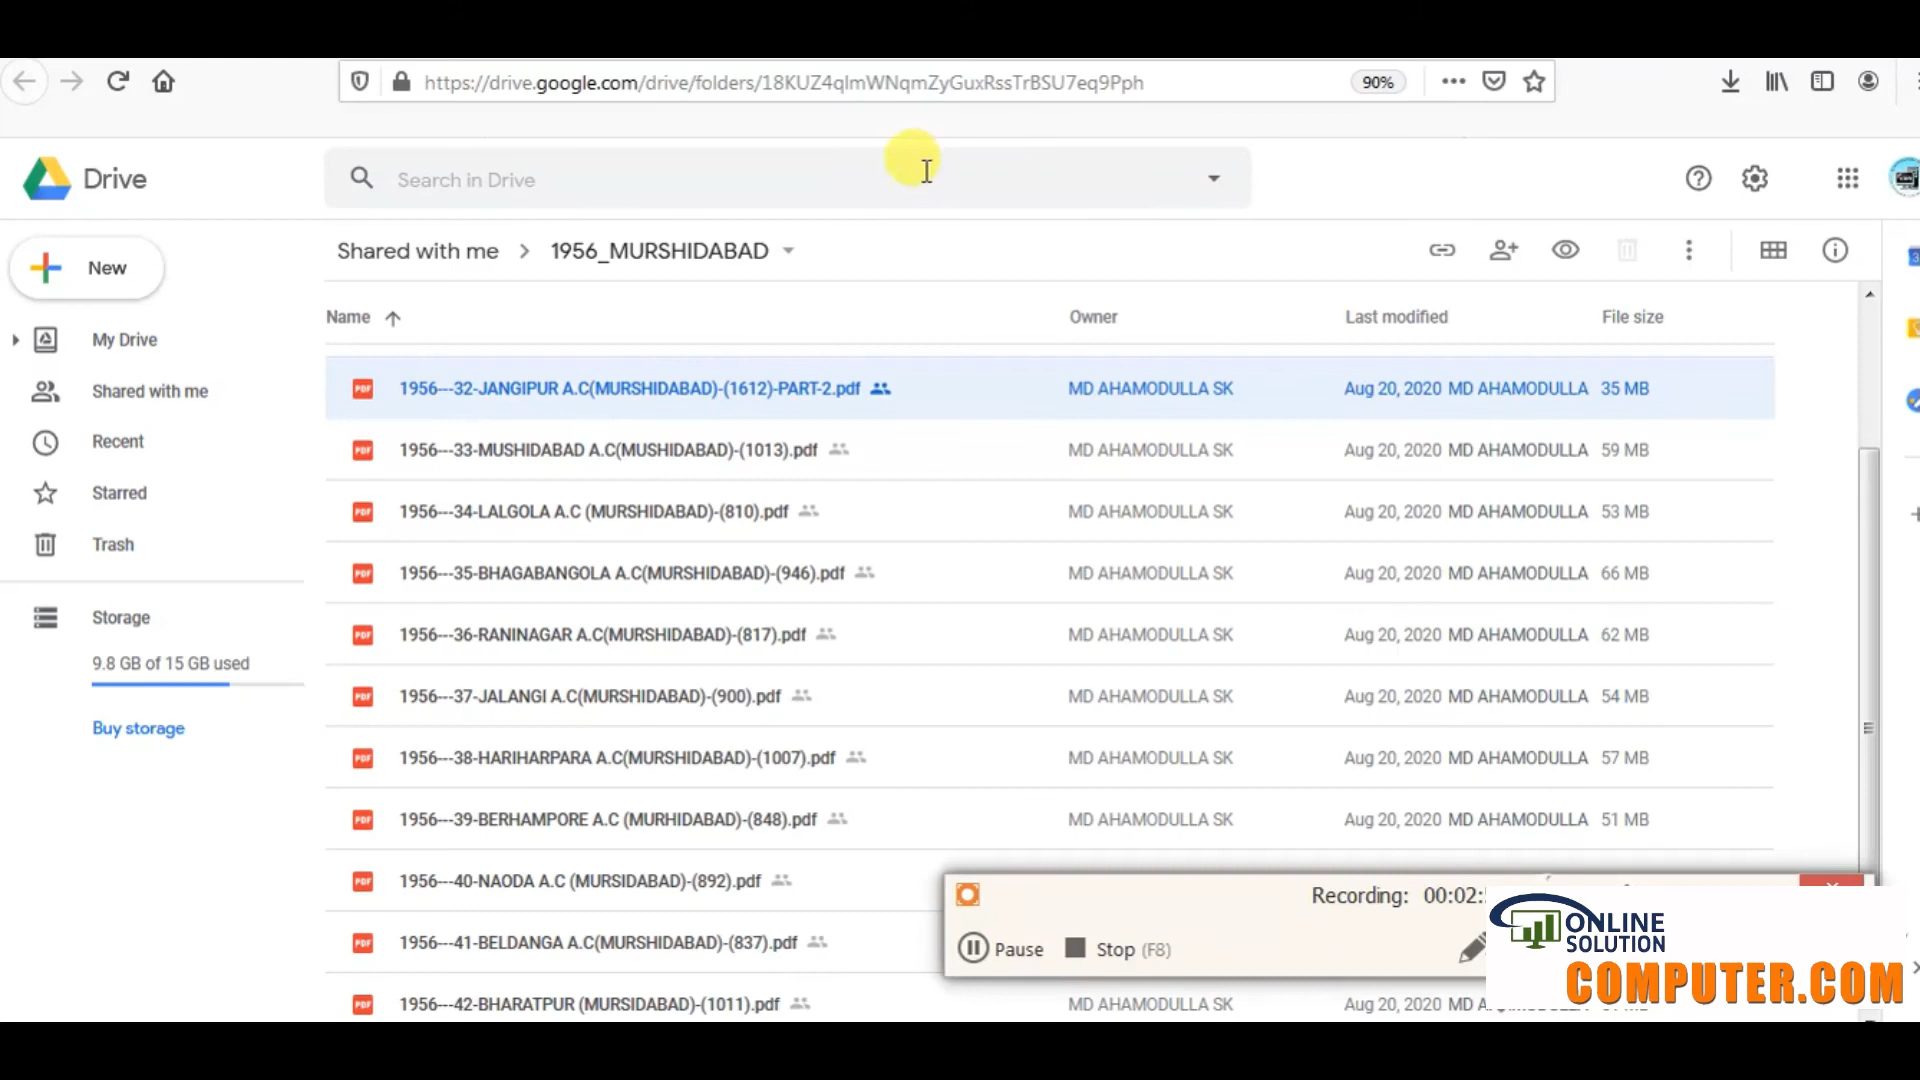 https://drive.google.com/drive/folders/18KUZ4qlmWNqmZyGuxRssTrBSU7eq9Pph
90%
Drive
Search in Drive
New
Shared with me > 1956_MURSHIDABAD
My Drive
Shared with me
Recent
Starred
Trash
Storage
9.8 GB of 15 GB used
Buy storage
Name Owner Last modified File size
1956---32-JANGIPUR A.C(MURSHIDABAD)-(1612)-PART-2.pdf MD AHAMODULLA SK Aug 20, 2020 MD AHAMODULLA 35 MB
1956---33-MUSHIDABAD A.C(MUSHIDABAD)-(1013).pdf MD AHAMODULLA SK Aug 20, 2020 MD AHAMODULLA 59 MB
1956---34-LALGOLA A.C (MURSHIDABAD)-(810).pdf MD AHAMODULLA SK Aug 20, 2020 MD AHAMODULLA 53 MB
1956---35-BHAGABANGOLA A.C(MURSHIDABAD)-(946).pdf MD AHAMODULLA SK Aug 20, 2020 MD AHAMODULLA 66 MB
1956---36-RANINAGAR A.C(MURSHIDABAD)-(817).pdf MD AHAMODULLA SK Aug 20, 2020 MD AHAMODULLA 62 MB
1956---37-JALANGI A.C(MURSHIDABAD)-(900).pdf MD AHAMODULLA SK Aug 20, 2020 MD AHAMODULLA 54 MB
1956---38-HARIHARPARA A.C(MURSHIDABAD)-(1007).pdf MD AHAMODULLA SK Aug 20, 2020 MD AHAMODULLA 57 MB
1956---39-BERHAMPORE A.C (MURHIDABAD)-(848).pdf MD AHAMODULLA SK Aug 20, 2020 MD AHAMODULLA 51 MB
1956---40-NAODA A.C (MURSIDABAD)-(892).pdf
1956---41-BELDANGA A.C(MURSHIDABAD)-(837).pdf
1956---42-BHARATPUR (MURSIDABAD)-(1011).pdf MD AHAMODULLA SK Aug 20, 2020 MD
Recording: 00:02:
Pause Stop (F8)
ONLINE
SOLUTION
COMPUTER.COM